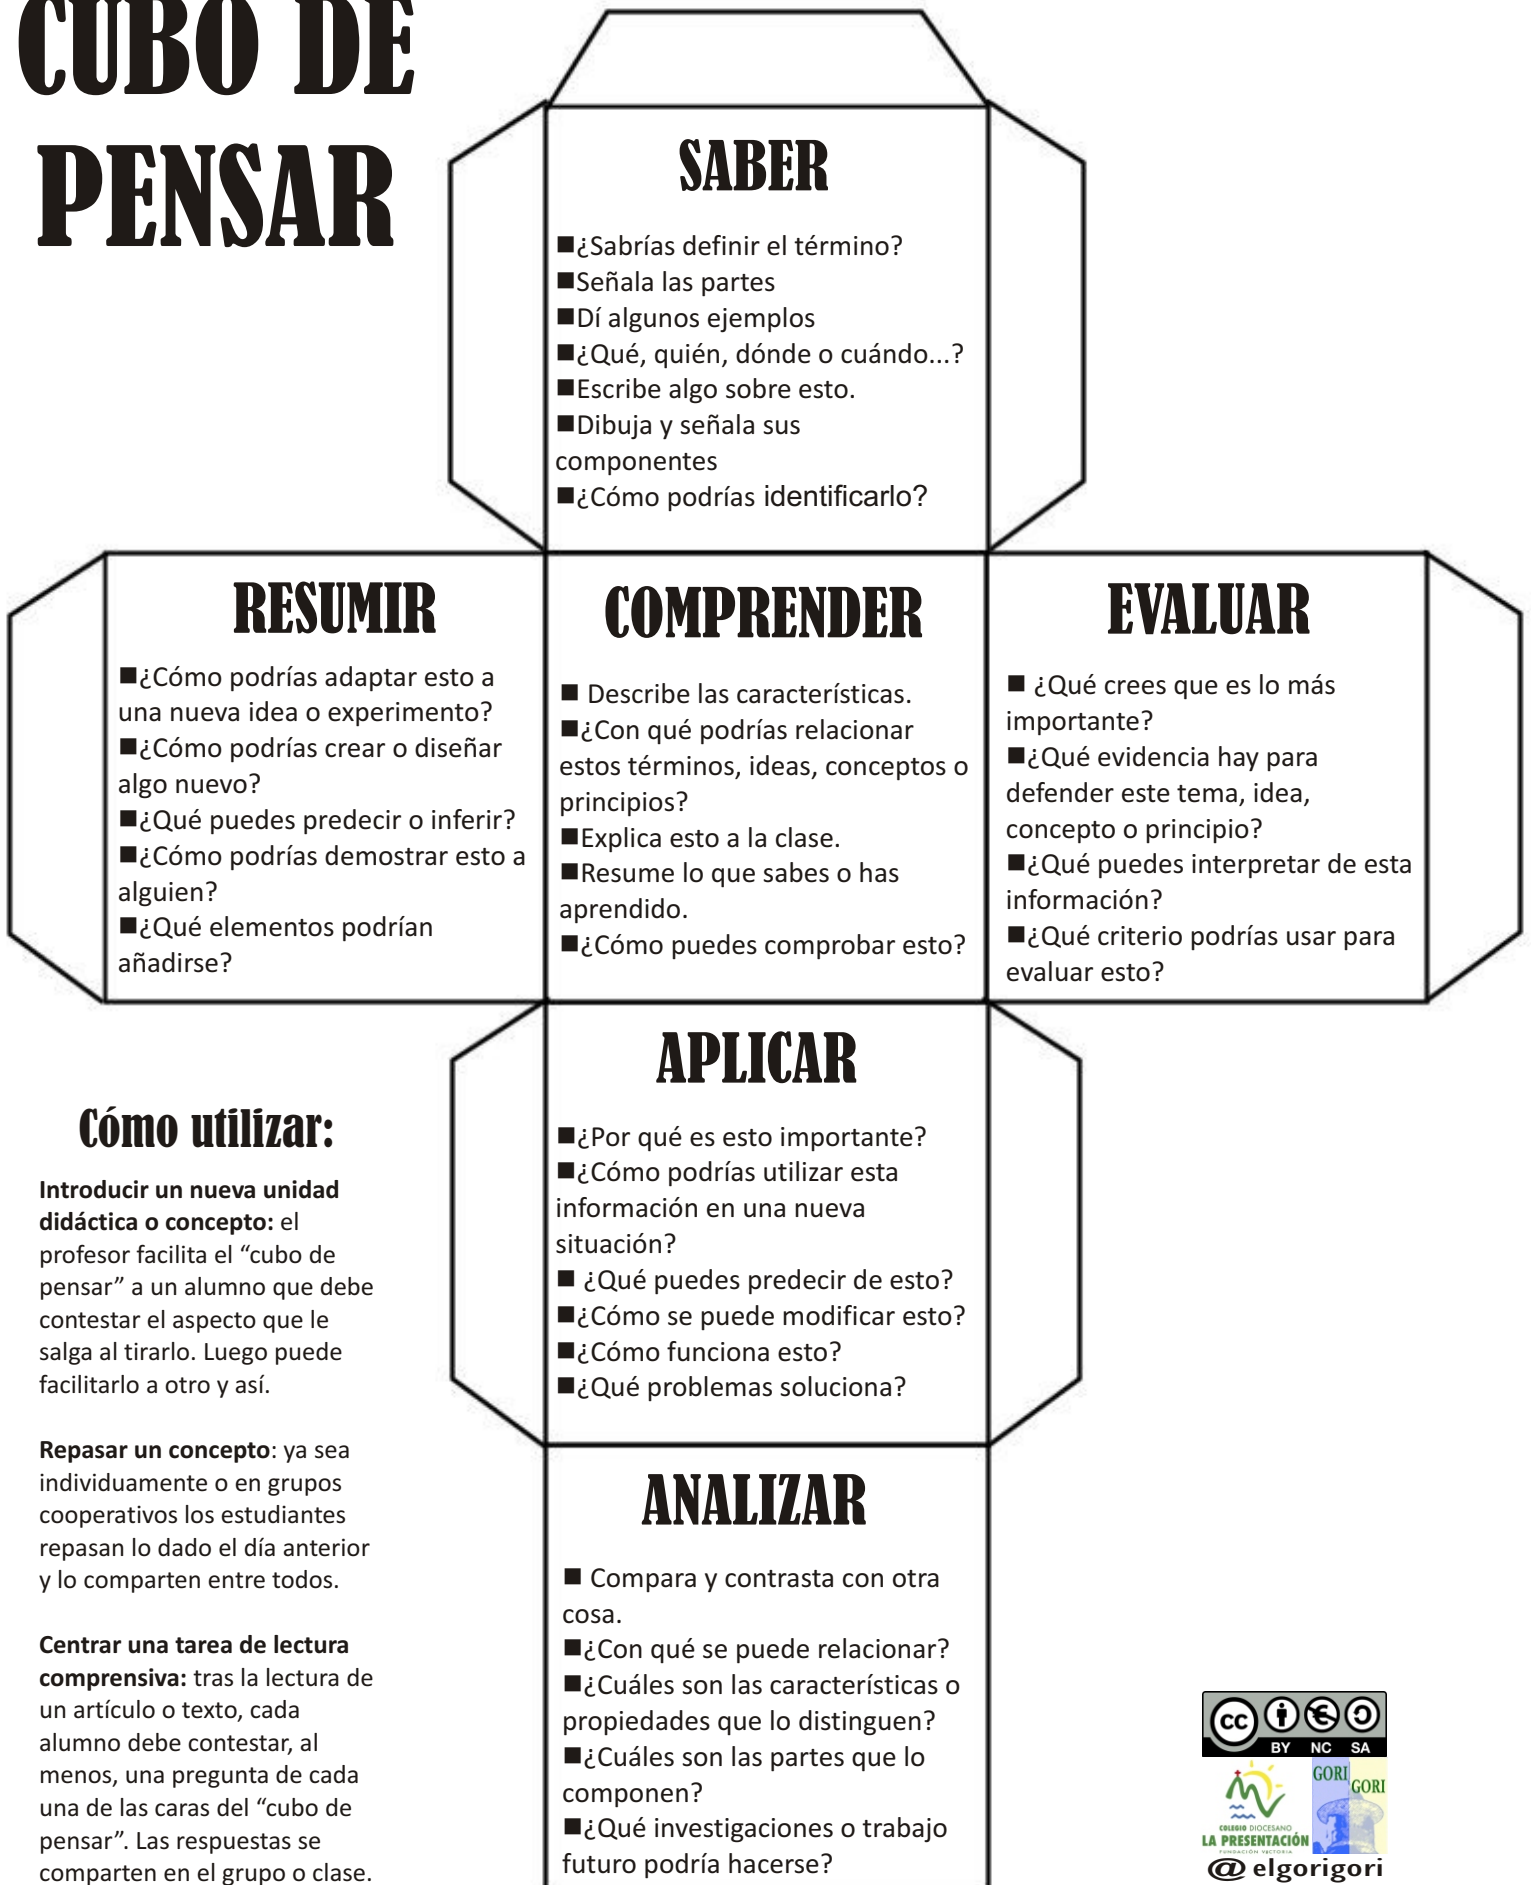 CUBO DE
PENSAR
SABER
■¿Sabrías definir el término?
■Señala las partes
■Dí algunos ejemplos
■¿Qué, quién, dónde o cuándo...?
■Escribe algo sobre esto.
■Dibuja y señala sus
componentes
■¿Cómo podrías identificarlo?
RESUMIR
■¿Cómo podrías adaptar esto a
una nueva idea o experimento?
■¿Cómo podrías crear o diseñar
algo nuevo?
■¿Qué puedes predecir o inferir?
■¿Cómo podrías demostrar esto a
alguien?
■¿Qué elementos podrían
añadirse?
COMPRENDER
■ Describe las características.
■¿Con qué podrías relacionar
estos términos, ideas, conceptos o
principios?
■Explica esto a la clase.
■Resume lo que sabes o has
aprendido.
■¿Cómo puedes comprobar esto?
EVALUAR
■ ¿Qué crees que es lo más
importante?
■¿Qué evidencia hay para
defender este tema, idea,
concepto o principio?
■¿Qué puedes interpretar de esta
información?
■¿Qué criterio podrías usar para
evaluar esto?
APLICAR
■¿Por qué es esto importante?
■¿Cómo podrías utilizar esta
información en una nueva
situación?
■ ¿Qué puedes predecir de esto?
■¿Cómo se puede modificar esto?
■¿Cómo funciona esto?
■¿Qué problemas soluciona?
ANALIZAR
■ Compara y contrasta con otra
cosa.
■¿Con qué se puede relacionar?
■¿Cuáles son las características o
propiedades que lo distinguen?
■¿Cuáles son las partes que lo
componen?
■¿Qué investigaciones o trabajo
futuro podría hacerse?
Cómo utilizar:
Introducir un nueva unidad
didáctica o concepto: el
profesor facilita el “cubo de
pensar” a un alumno que debe
contestar el aspecto que le
salga al tirarlo. Luego puede
facilitarlo a otro y así.
Repasar un concepto: ya sea
individuamente o en grupos
cooperativos los estudiantes
repasan lo dado el día anterior
y lo comparten entre todos.
Centrar una tarea de lectura
comprensiva: tras la lectura de
un artículo o texto, cada
alumno debe contestar, al
menos, una pregunta de cada
una de las caras del “cubo de
pensar”. Las respuestas se
comparten en el grupo o clase.
cc
BY NC SA
GORI
GORI
COLEGIO DIOCESANO
LA PRESENTACIÓN
FUNDACIÓN VICTORIA
@ elgorigori